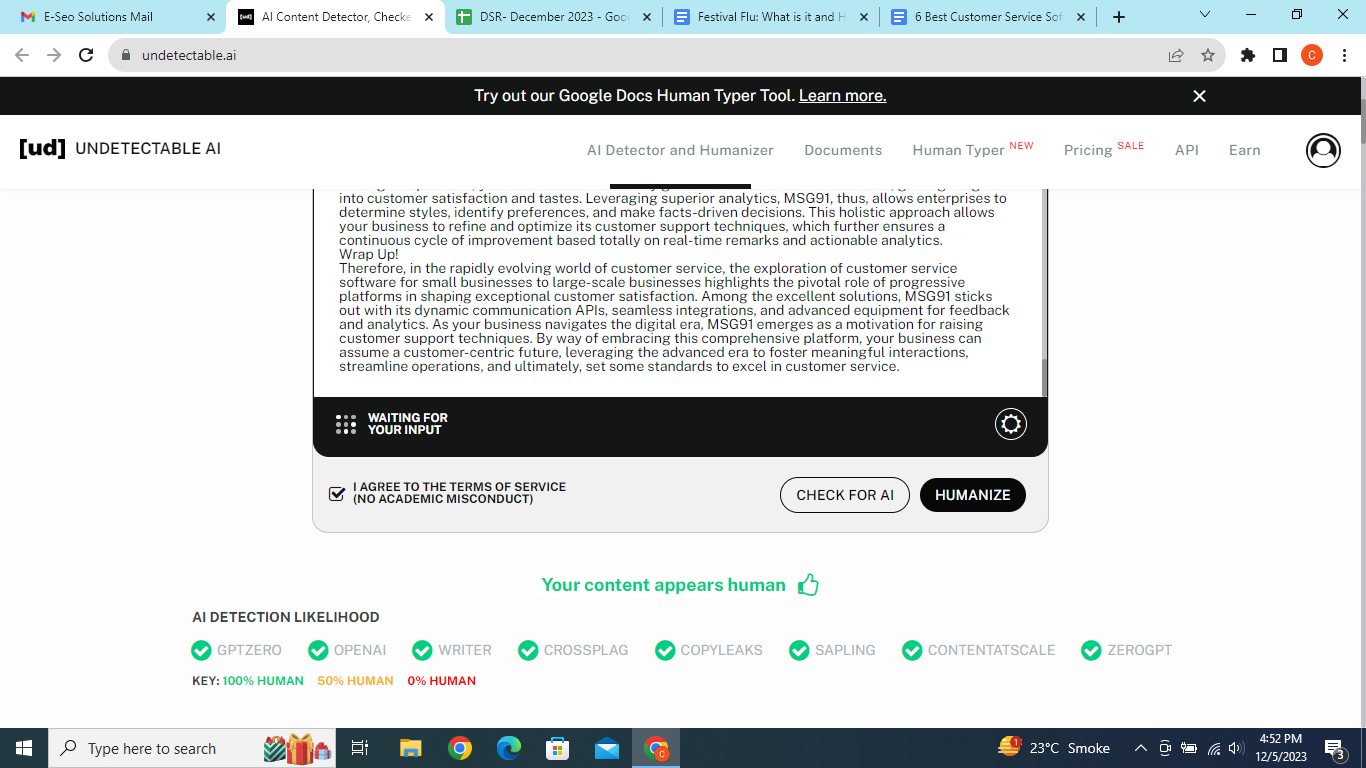 E-Seo Solutions Mail
AI Content Detector, Checke
DSR- December 2023 - Goo
Festival Flu: What is it and H
6 Best Customer Service Sof
undetectable.ai
C
Try out our Google Docs Human Typer Tool. Learn more.
[ud] UNDETECTABLE AI
AI Detector and Humanizer
Documents
Human Typer NEW
Pricing SALE
API
Earn
into customer satisfaction and tastes. Leveraging superior analytics, MSG91, thus, allows enterprises to
determine styles, identify preferences, and make facts-driven decisions. This holistic approach allows
your business to refine and optimize its customer support techniques, which further ensures a
continuous cycle of improvement based totally on real-time remarks and actionable analytics.
Wrap Up!
Therefore, in the rapidly evolving world of customer service, the exploration of customer service
software for small businesses to large-scale businesses highlights the pivotal role of progressive
platforms in shaping exceptional customer satisfaction. Among the excellent solutions, MSG91 sticks
out with its dynamic communication APIs, seamless integrations, and advanced equipment for feedback
and analytics. As your business navigates the digital era, MSG91 emerges as a motivation for raising
customer support techniques. By way of embracing this comprehensive platform, your business can
assume a customer-centric future, leveraging the advanced era to foster meaningful interactions,
streamline operations, and ultimately, set some standards to excel in customer service.
WAITING FOR
YOUR INPUT
I AGREE TO THE TERMS OF SERVICE
(NO ACADEMIC MISCONDUCT)
CHECK FOR AI
HUMANIZE
Your content appears human
AI DETECTION LIKELIHOOD
GPTZERO
OPENAI
WRITER
CROSSPLAG
COPYLEAKS
SAPLING
CONTENTATSCALE
ZEROGPT
KEY: 100% HUMAN 50% HUMAN 0% HUMAN
Type here to search
23°C Smoke
4:52 PM
12/5/2023
3